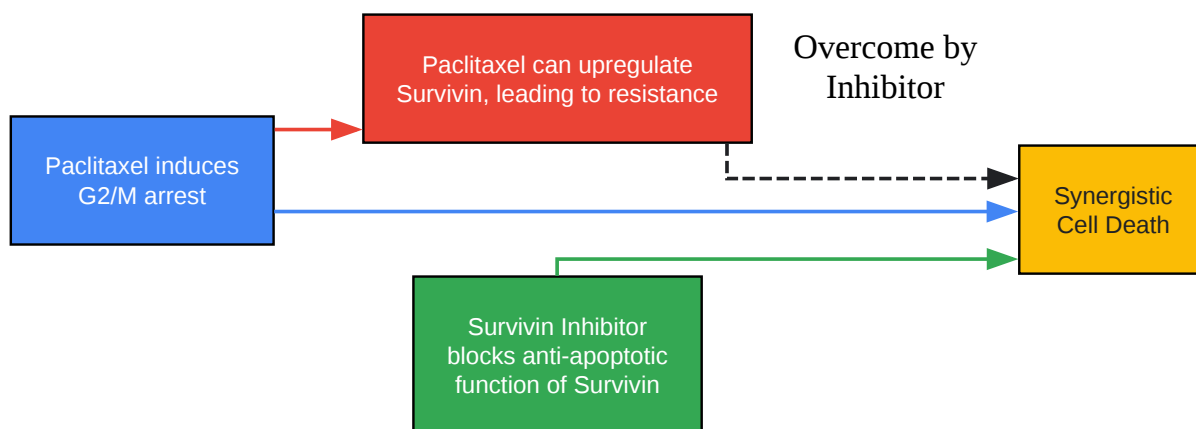 Paclitaxel can upregulate
Survivin, leading to resistance
Overcome by
Inhibitor
Paclitaxel induces
G2/M arrest
Synergistic
Cell Death
Survivin Inhibitor
blocks anti-apoptotic
function of Survivin